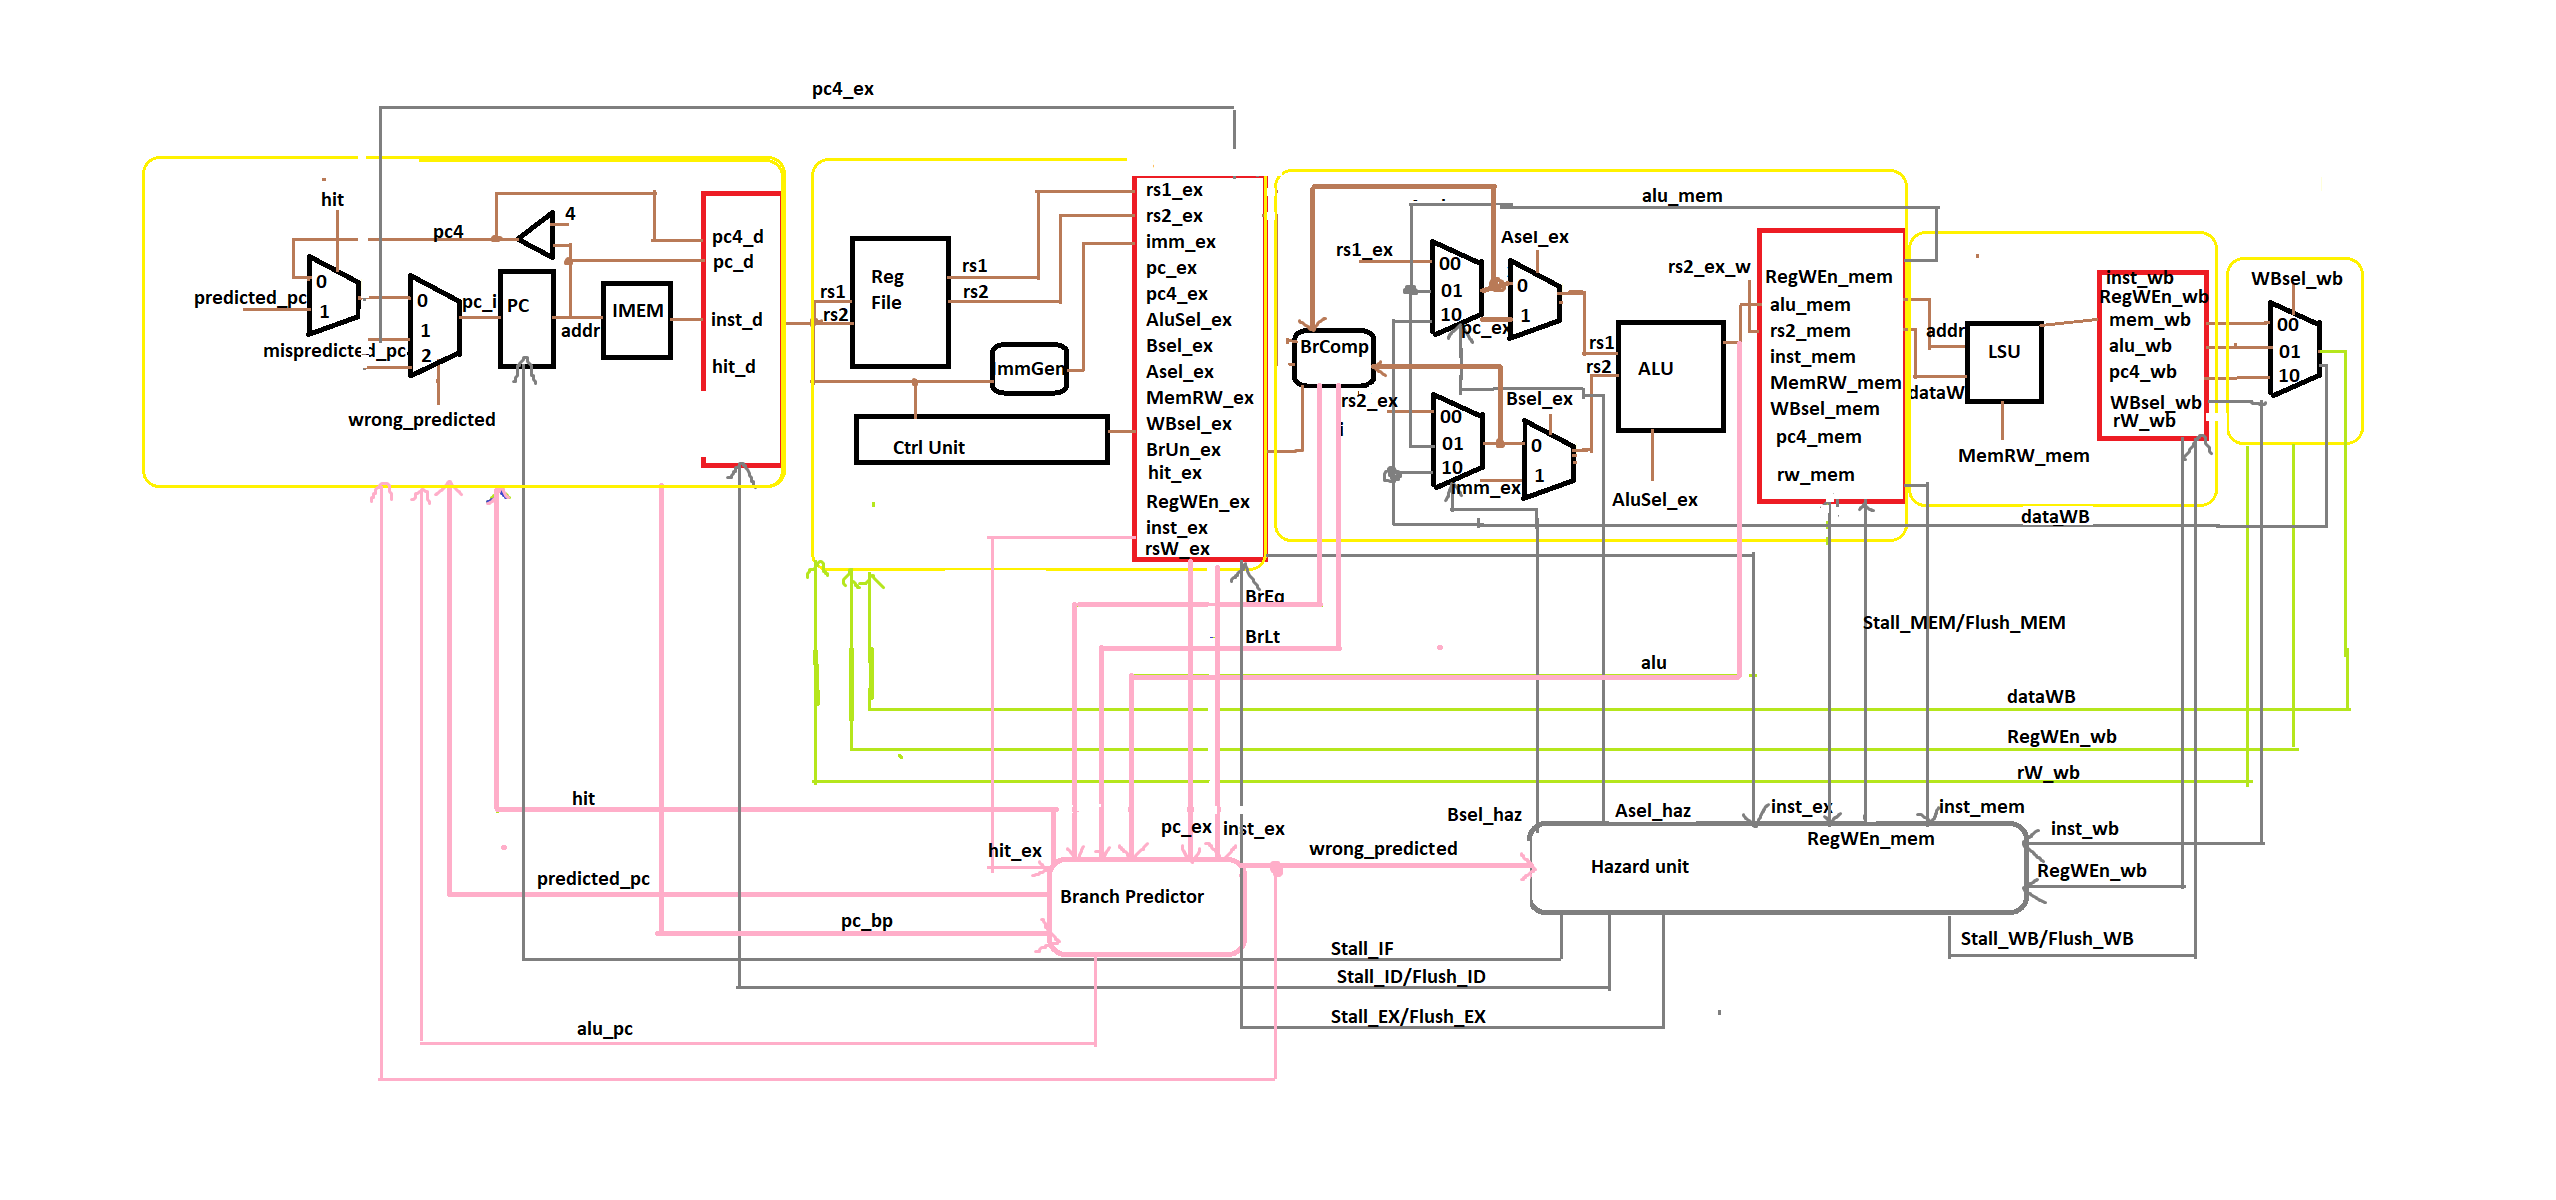 pc4_ex
hit
4
pc4
0
1
predicted_pc
0
1
2
mispredicted_pc
wrong_predicted
pc_i
PC
addr
IMEM
pc4_d
pc_d
inst_d
hit_d
rs1
rs2
Reg
File
rs1
rs2
ImmGen
Ctrl Unit
rs1_ex
rs2_ex
imm_ex
pc_ex
pc4_ex
AluSel_ex
Bsel_ex
Asel_ex
MemRW_ex
WBsel_ex
BrUn_ex
hit_ex
RegWEn_ex
inst_ex
rsW_ex
alu_mem
rs1_ex
00
01
10
Asel_ex
0
1
pc_ex
BrComp
rs2_ex
i
00
01
10
Bsel_ex
0
1
imm_ex
rs1
rs2
ALU
AluSel_ex
rs2_ex_w
RegWEn_mem
alu_mem
rs2_mem
inst_mem
MemRW_mem
WBsel_mem
pc4_mem
rw_mem
addr
dataW
LSU
MemRW_mem
inst_wb
RegWEn_wb
mem_wb
alu_wb
pc4_wb
WBsel_wb
rW_wb
WBsel_wb
00
01
10
dataWB
BrEq
BrLt
alu
Stall_MEM/Flush_MEM
dataWB
RegWEn_wb
rW_wb
hit
predicted_pc
pc_bp
alu_pc
hit_ex
pc_ex
inst_ex
Branch Predictor
wrong_predicted
Bsel_haz
Asel_haz
inst_ex
RegWEn_mem
inst_mem
Hazard unit
inst_wb
RegWEn_wb
Stall_IF
Stall_ID/Flush_ID
Stall_EX/Flush_EX
Stall_WB/Flush_WB